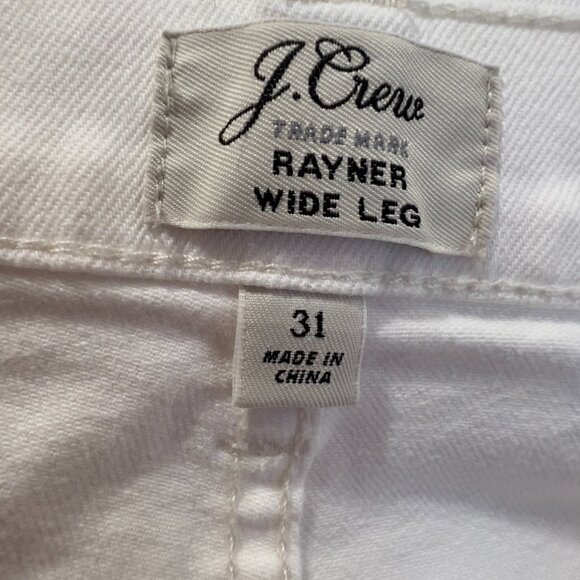 J.Crew
TRADE MARK
RAYNER
WIDE LEG
31
MADE IN
CHINA